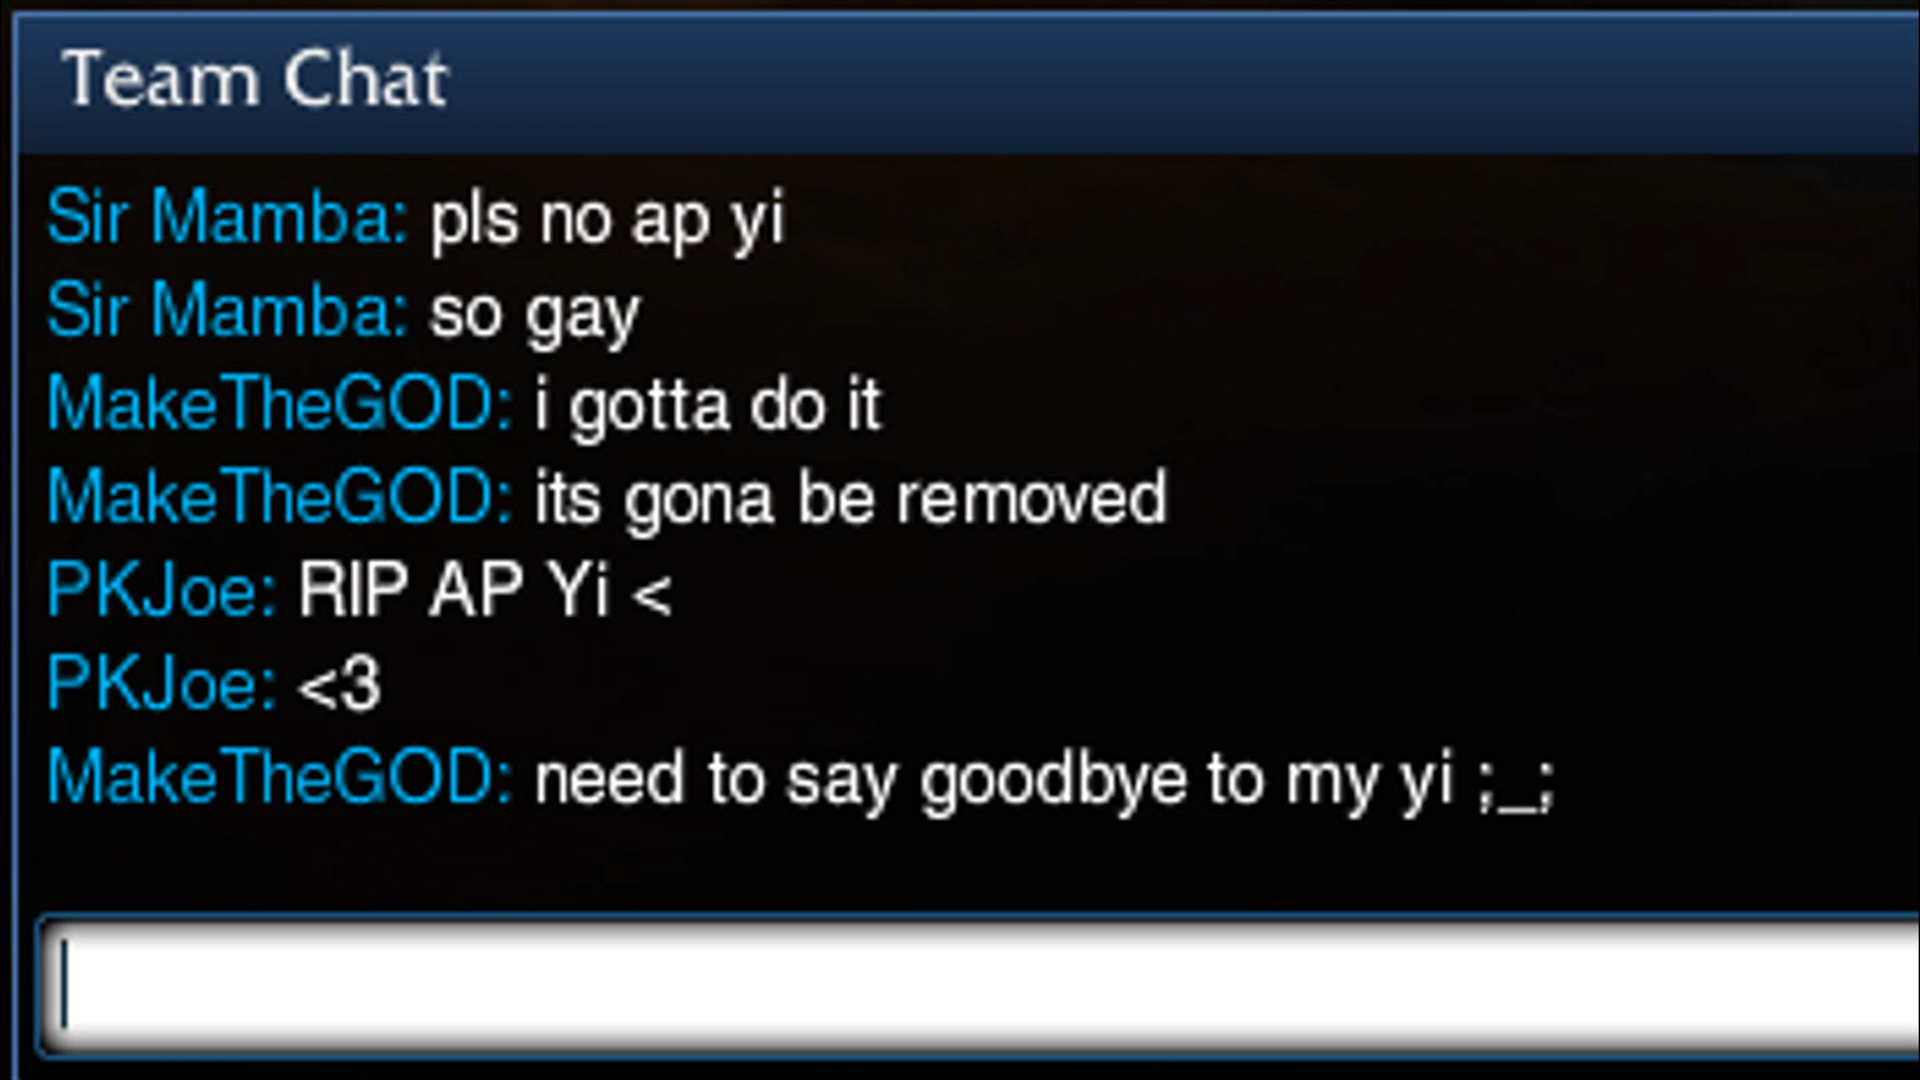 Team Chat
Sir Mamba: pls no ap yi
Sir Mamba: so gay
MakeTheGOD: i gotta do it
MakeTheGOD: its gona be removed
PKJoe: RIP AP Yi <
PKJoe: <3
MakeTheGOD: need to say goodbye to my yi ;_;